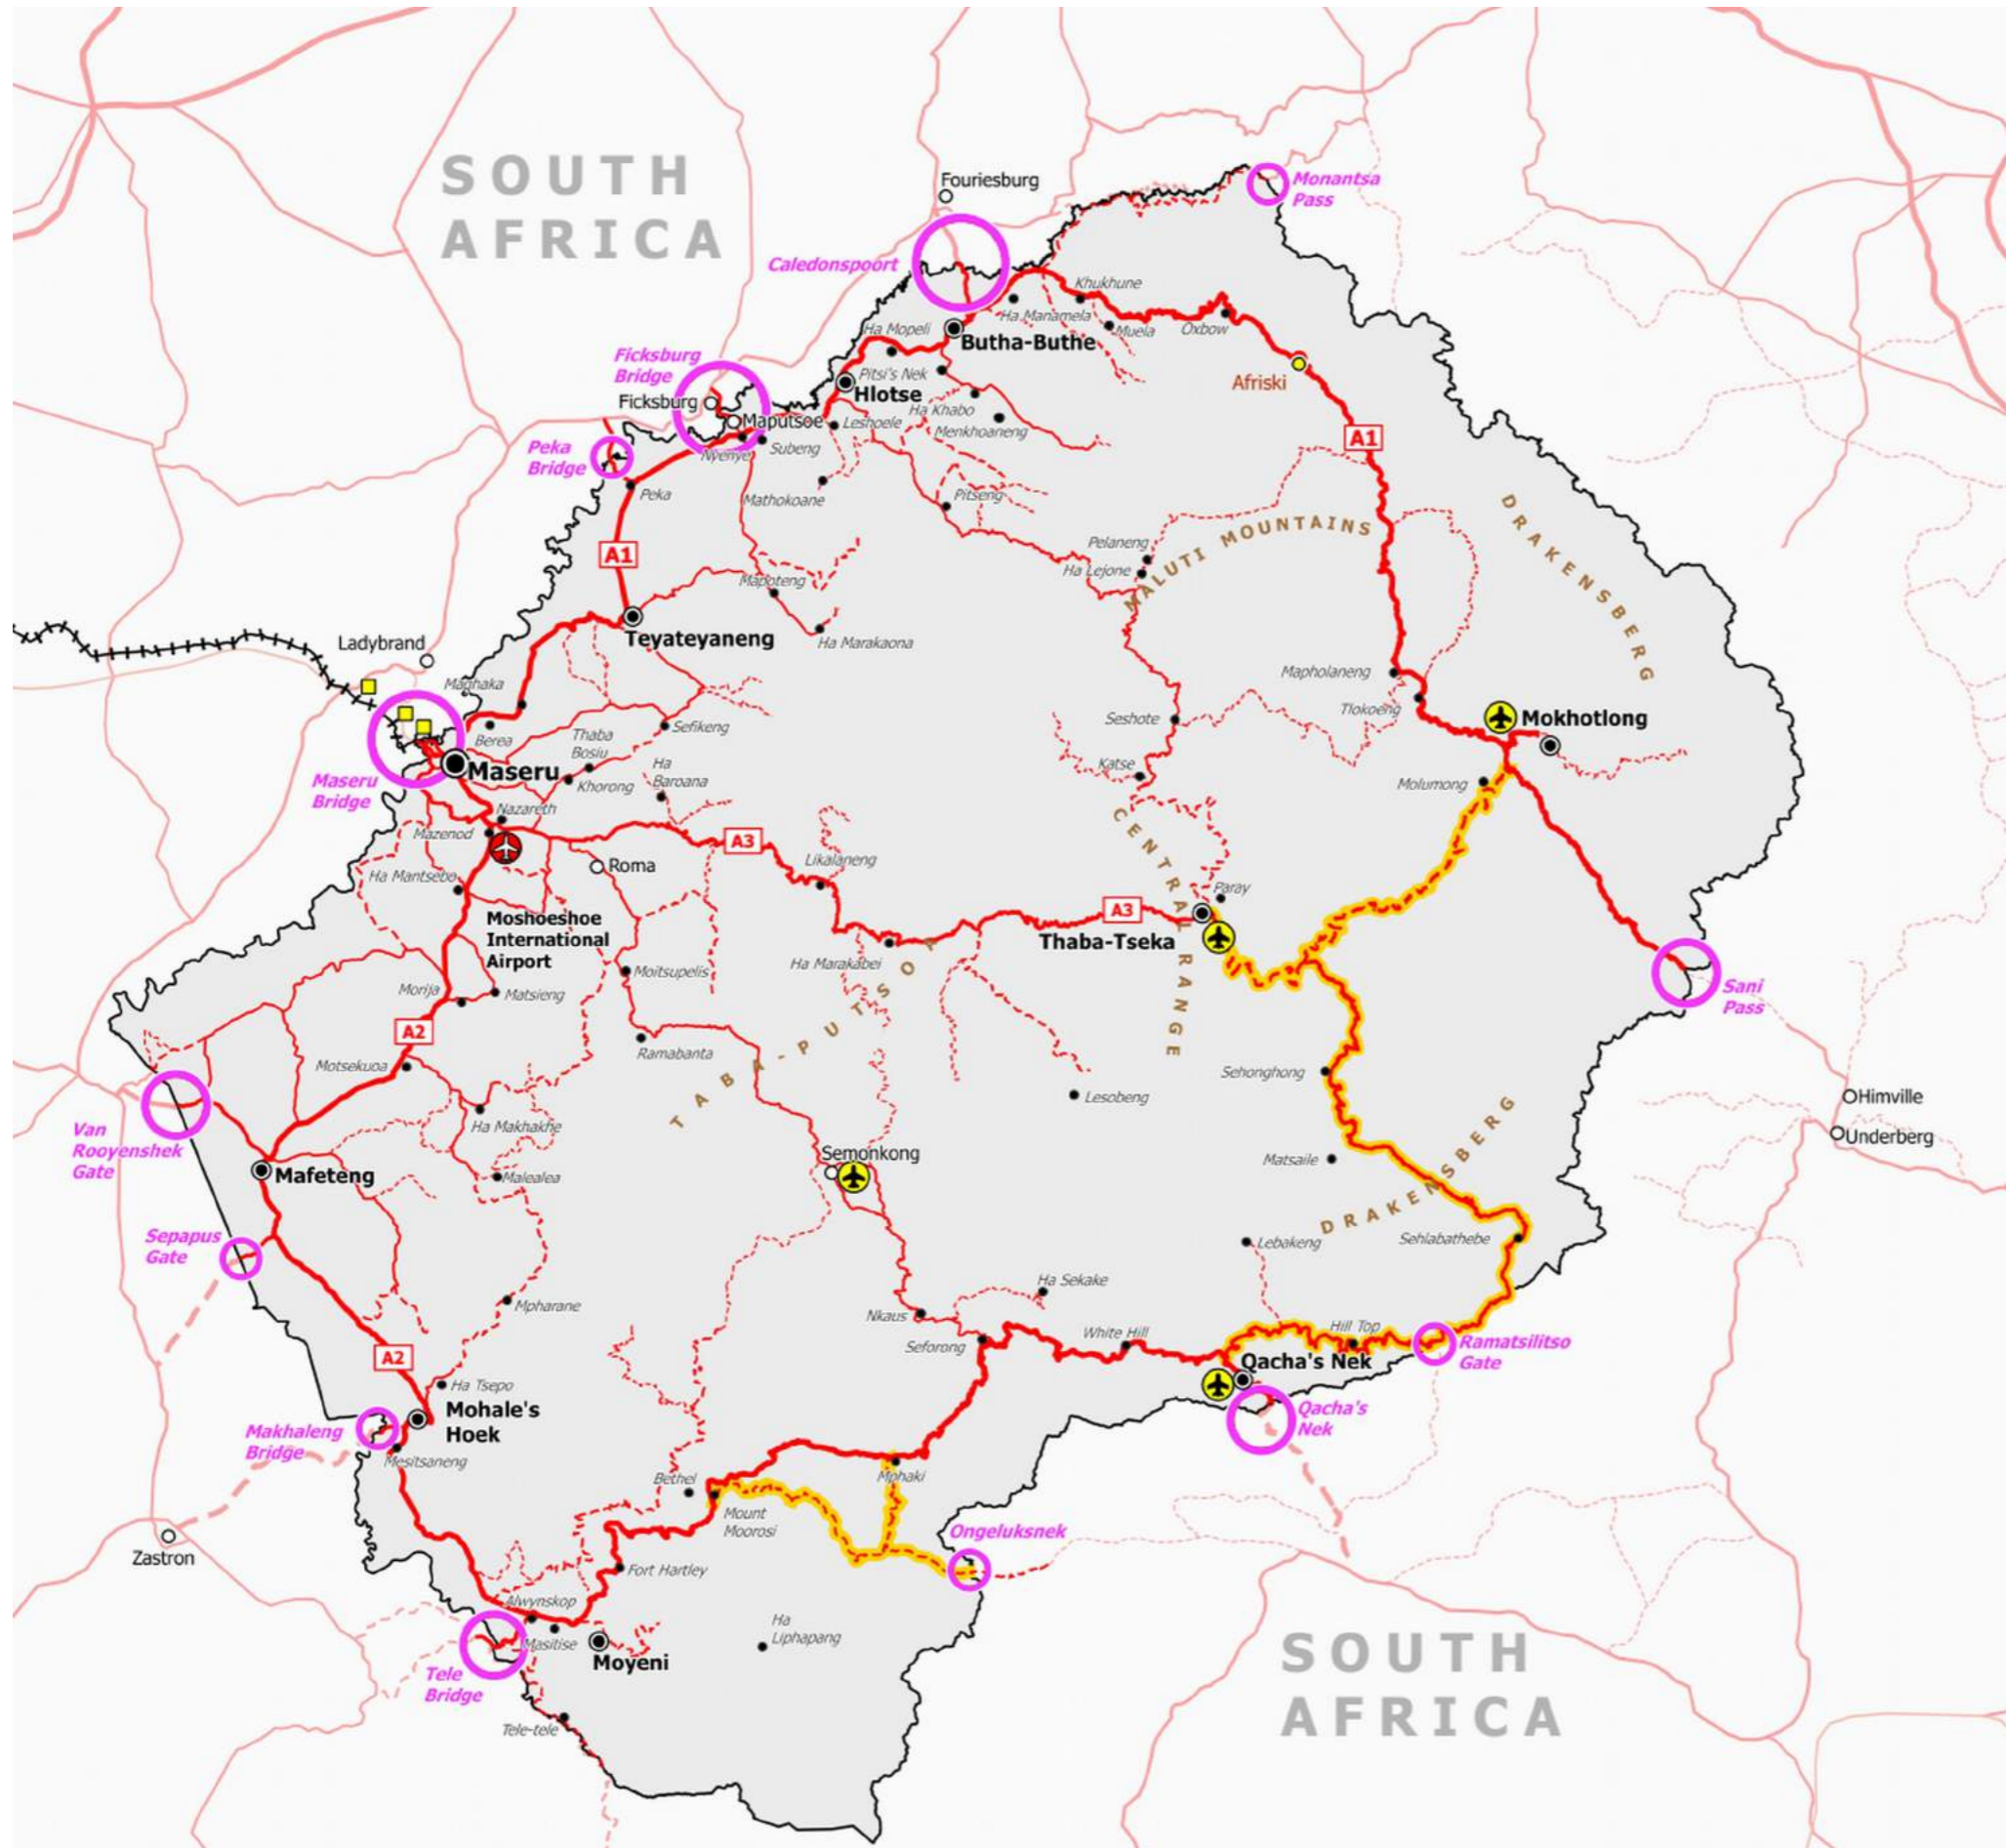 SOUTH
AFRICA
Fouriesburg
Monantsa
Pass
Caledonspoort
Khukhune
Ha Manamela
Ha Mopeli
Muela
Oxbow
Butha-Buthe
Ficksburg
Bridge
Pitsi's Nek
Afriski
Hlotse
Ficksburg
Ha Khabo
Maputsoe
Leshoele
Menkhoaneng
A1
Peka
Bridge
Nyenye
Subeng
Peka
Mathokoane
Pitseng
DRAKENSBERG
MALUTI MOUNTAINS
A1
Pelaneng
Ha Lejone
Mapoteng
Teyateyaneng
Ladybrand
Ha Marakaona
Mapholaneng
Maqhaka
Tlokoeng
Seshote
Mokhotlong
Sefikeng
Berea
Thaba
Bosiu
Maseru
Ha
Baroana
Katse
Khorong
Molumong
Maseru
Bridge
Nazareth
Mazenod
A3
CENTRAL RANGE
Likalaneng
Roma
Ha Mantsebo
Paray
A3
Moshoeshoe
International
Airport
Thaba-Tseka
Ha Marakabei
Moitsupelis
Sani
Pass
Morija
Matsieng
TABA-PUTSOA
A2
Ramabanta
Motsekuoa
Sehonghong
Lesobeng
Himville
Van
Rooyenshek
Gate
Ha Makhakhe
Underberg
Semonkong
Matsaile
Mafeteng
Malealea
DRAKENSBERG
Sepapus
Gate
Lebakeng
Sehlabathebe
Ha Sekake
Mpharane
Nkaus
White Hill
Hill Top
Seforong
Ramatsilitso
Gate
A2
Qacha's Nek
Ha Tsepo
Mohale's
Hoek
Qacha's
Nek
Makhaleng
Bridge
Mesitsaneng
Bethel
Mphaki
Mount
Moorosi
Ongeluksnek
Zastron
Fort Hartley
Alwynskop
Ha
Liphapang
Masitise
Moyeni
SOUTH
AFRICA
Tele
Bridge
Tele-tele